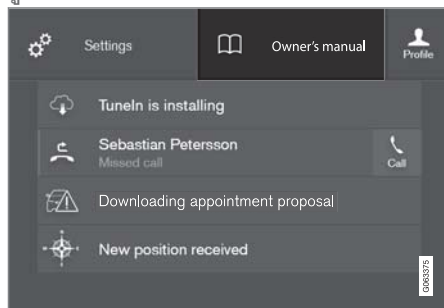 Settings
Owner's manual
Profile
TuneIn is installing
Sebastian Petersson
Missed call
Call
Downloading appointment proposal
New position received
G063375